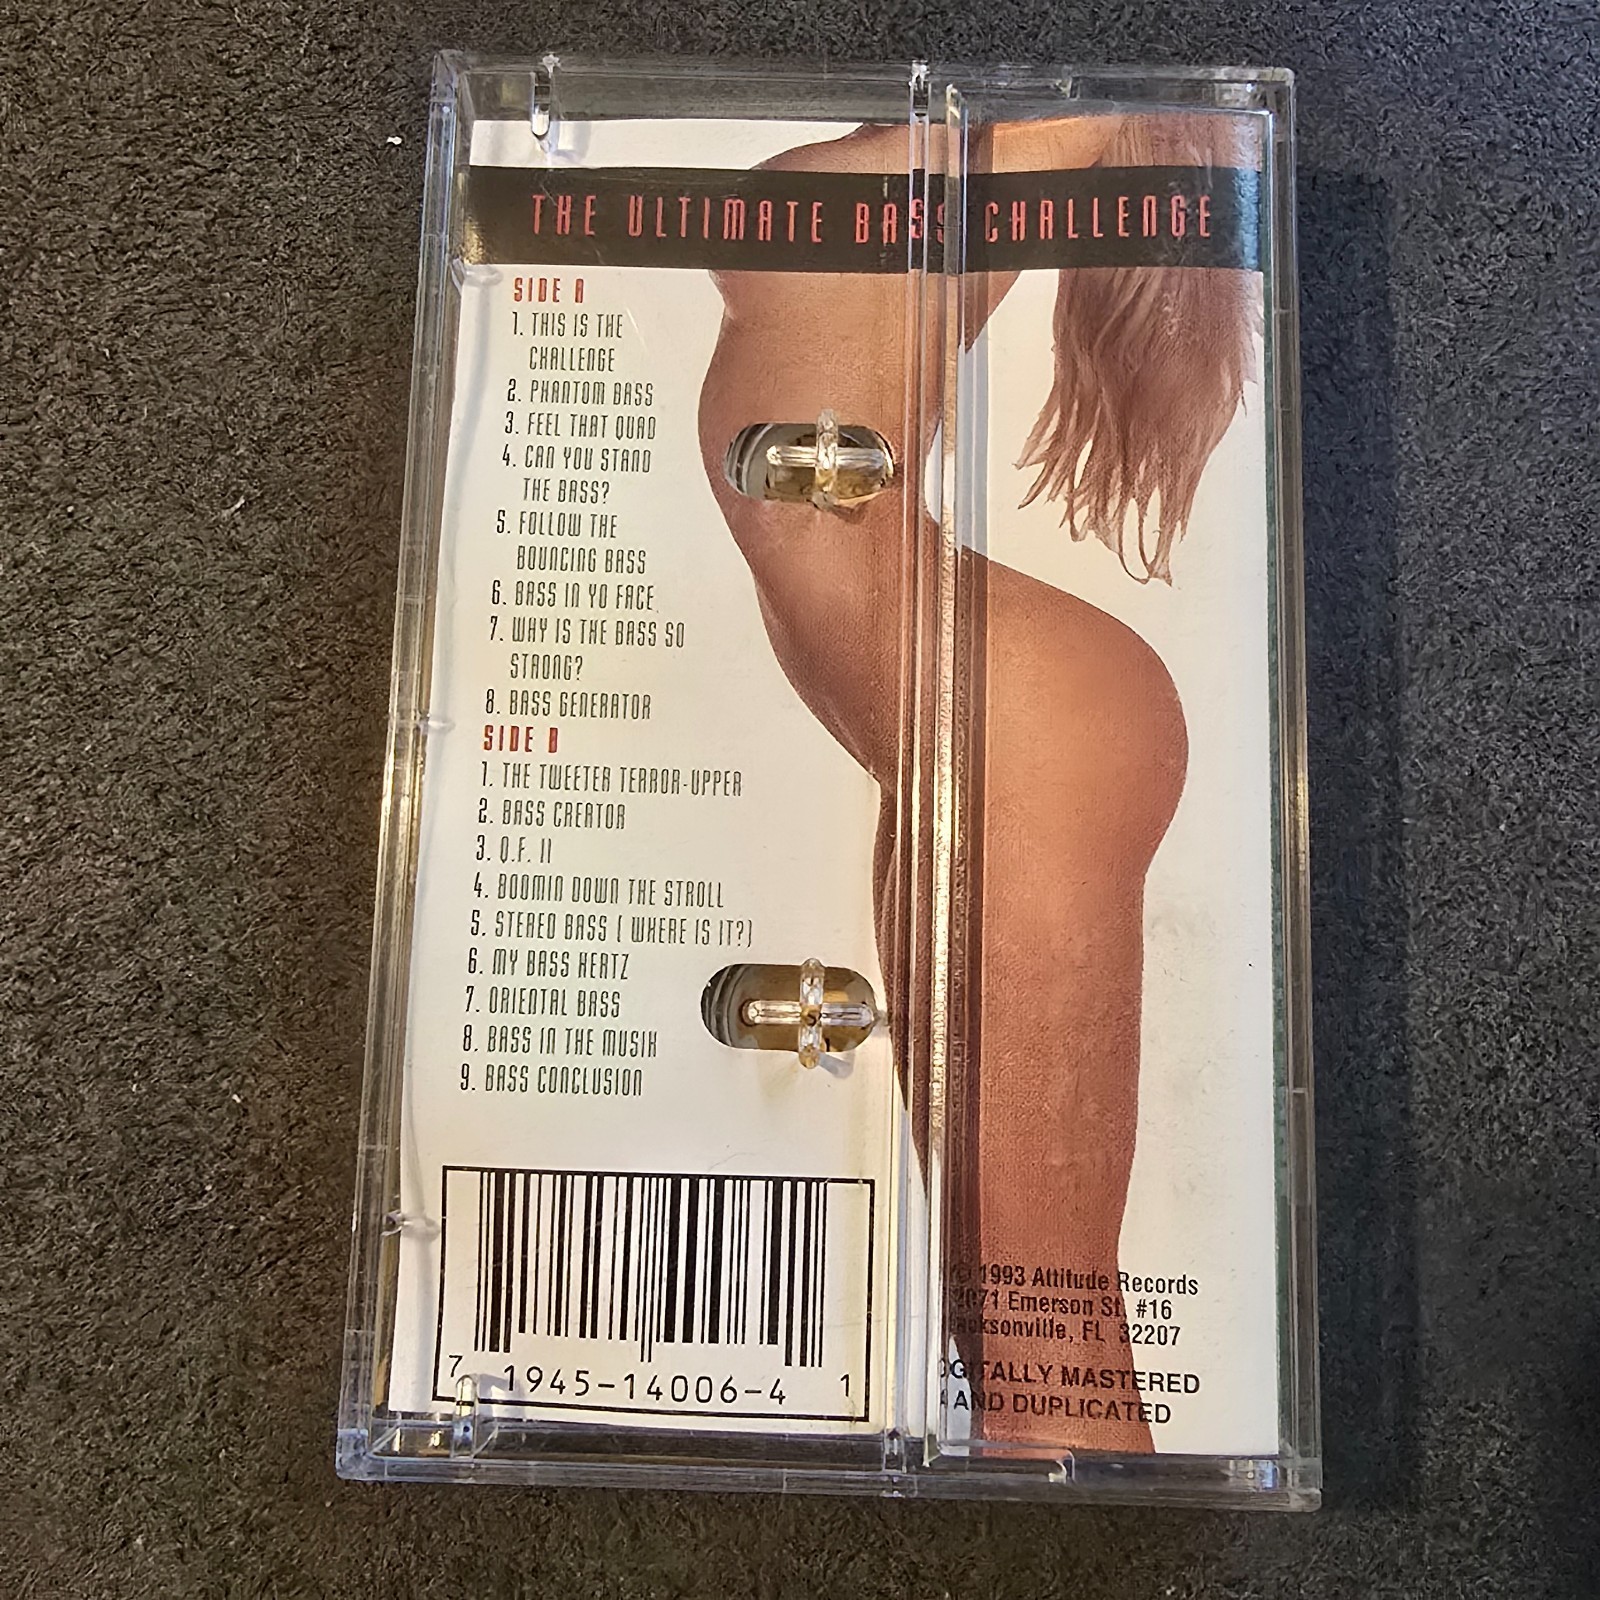 THE ULTIMATE BASS CHALLENGE
SIDE A
1. THIS IS THE
CHALLENGE
2. PHANTOM BASS
3. FEEL THAT QUAD
4. CAN YOU STAND
THE BASS?
5. FOLLOW THE
BOUNCING BASS
6. BASS IN YO FACE
7. WHY IS THE BASS SO
STRONG?
8. BASS GENERATOR
SIDE B
1. THE TWEETER TERROR-UPPER
2. BASS CREATOR
3. Q.F. II
4. BOOMIN DOWN THE STROLL
5. STEREO BASS ( WHERE IS IT?)
6. MY BASS HERTZ
7. ORIENTAL BASS
8. BASS IN THE MUSIK
9. BASS CONCLUSION
7 1945-14006-4 1
© 1993 Attitude Records
2071 Emerson St. #16
Jacksonville, FL 32207
DIGITALLY MASTERED
AND DUPLICATED